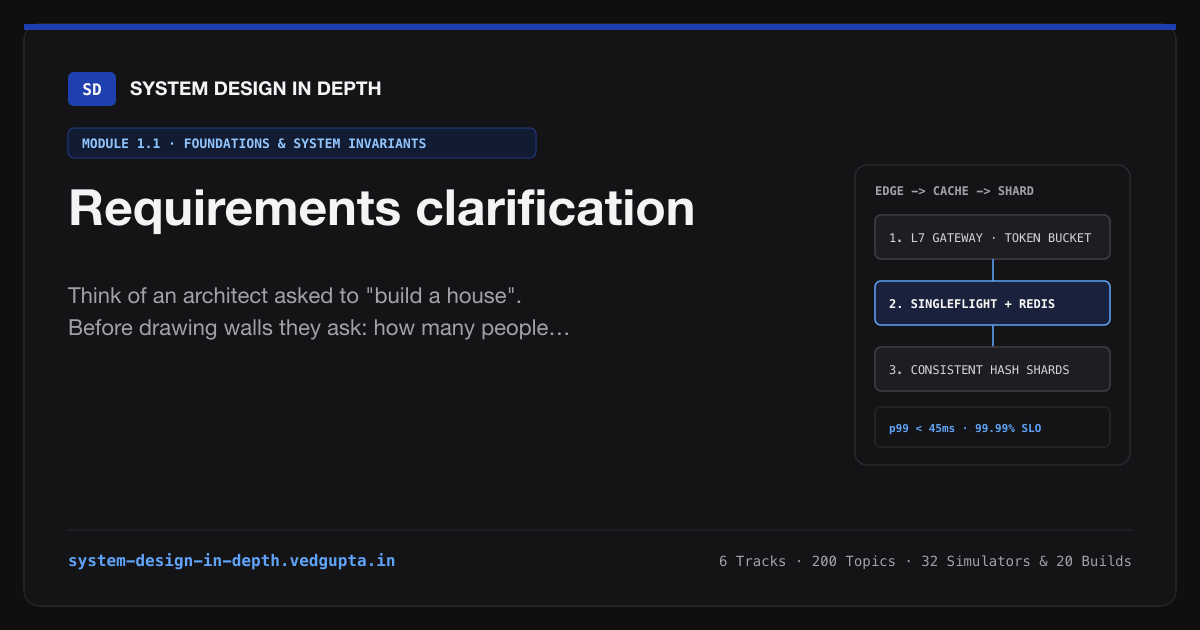 SD SYSTEM DESIGN IN DEPTH
MODULE 1.1 · FOUNDATIONS & SYSTEM INVARIANTS
Requirements clarification
Think of an architect asked to "build a house".
Before drawing walls they ask: how many people…
EDGE —> CACHE —> SHARD
1. L7 GATEWAY · TOKEN BUCKET
2. SINGLEFLIGHT + REDIS
3. CONSISTENT HASH SHARDS
p99 < 45ms · 99.99% SLO
system-design-in-depth.vedgupta.in
6 Tracks · 200 Topics · 32 Simulators & 20 Builds